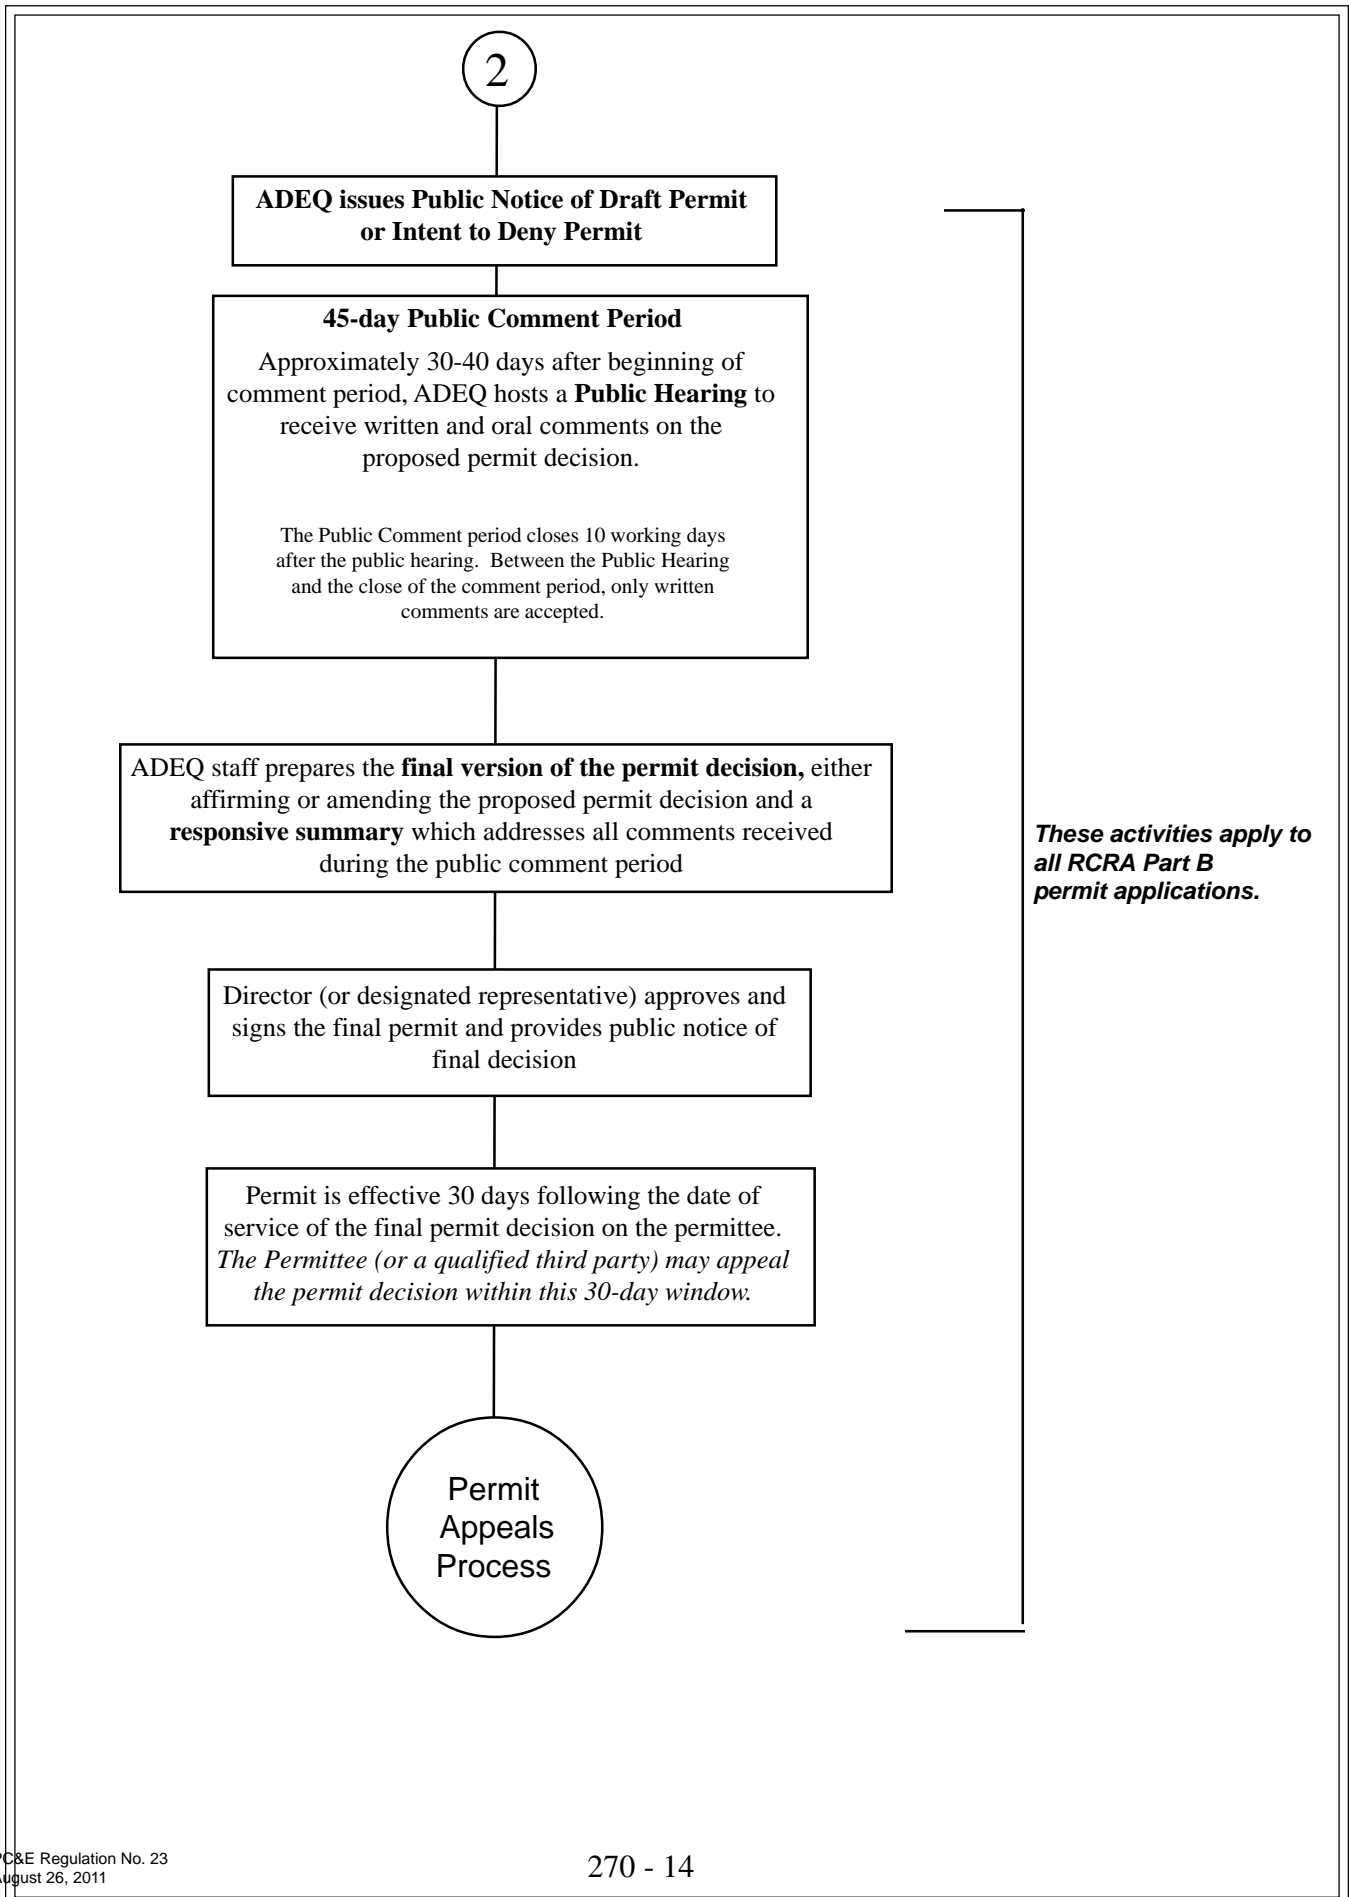 2
ADEQ issues Public Notice of Draft Permit
or Intent to Deny Permit
45-day Public Comment Period
Approximately 30-40 days after beginning of
comment period, ADEQ hosts a Public Hearing to
receive written and oral comments on the
proposed permit decision.
The Public Comment period closes 10 working days
after the public hearing.  Between the Public Hearing
and the close of the comment period, only written
comments are accepted.
ADEQ staff prepares the final version of the permit decision, either
affirming or amending the proposed permit decision and a
responsive summary which addresses all comments received
during the public comment period
These activities apply to
all RCRA Part B
permit applications.
Director (or designated representative) approves and
signs the final permit and provides public notice of
final decision
Permit is effective 30 days following the date of
service of the final permit decision on the permittee.
The Permittee (or a qualified third party) may appeal
the permit decision within this 30-day window.
Permit
Appeals
Process
PC&E Regulation No. 23
August 26, 2011
270 - 14